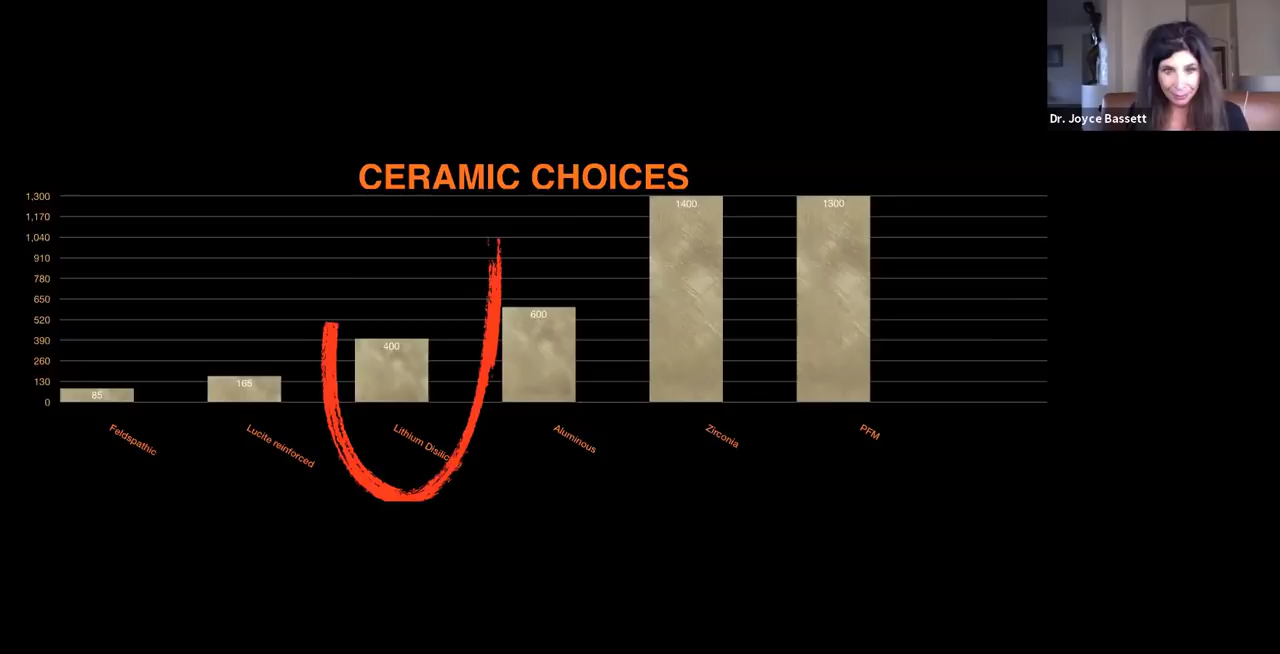 Dr. Joyce Bassett
CERAMIC CHOICES
1,300
1,170
1,040
910
780
650
520
390
260
130
0
85
165
400
600
1400
1300
Feldspathic
Lucite reinforced
Lithium
Aluminous
Zirconia
PFM